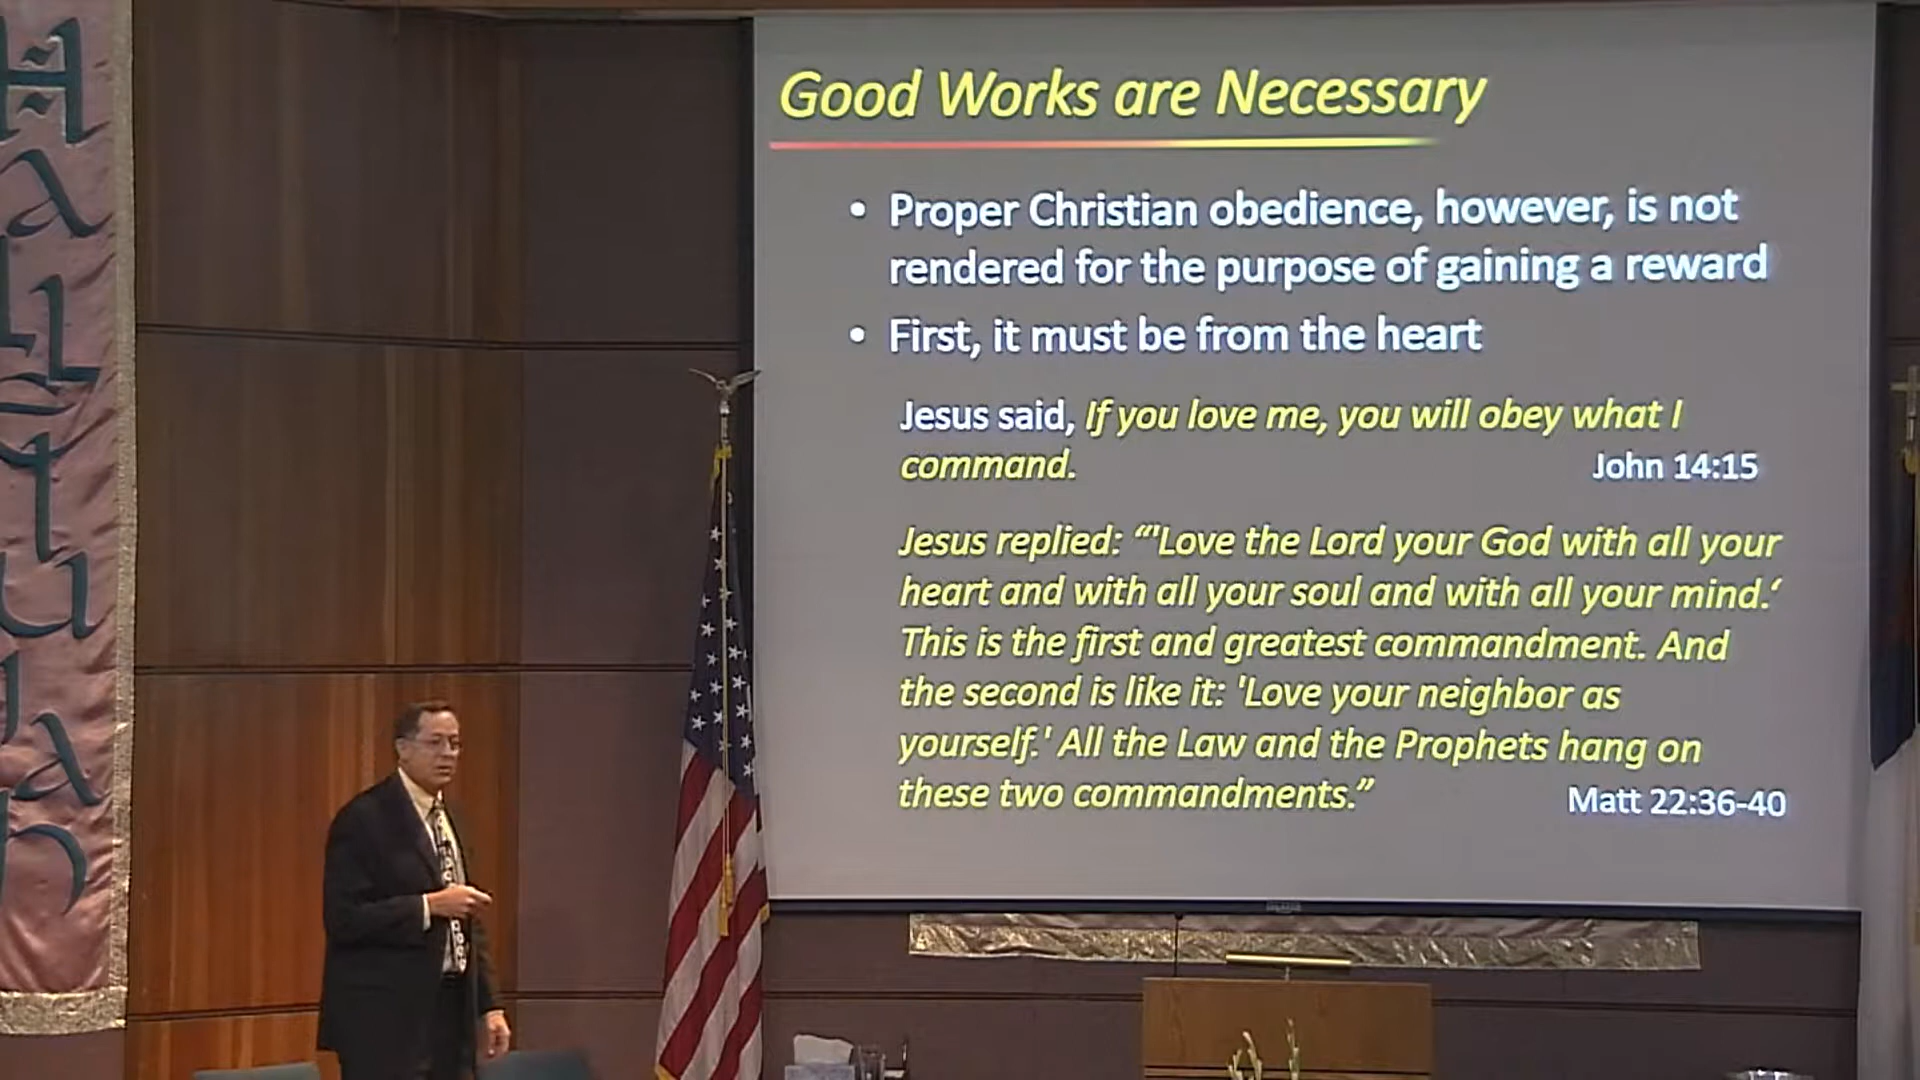 Hallelujah
Good Works are Necessary
• Proper Christian obedience, however, is not
rendered for the purpose of gaining a reward
• First, it must be from the heart
Jesus said, If you love me, you will obey what I
command. John 14:15
Jesus replied: “'Love the Lord your God with all your
heart and with all your soul and with all your mind.‘
This is the first and greatest commandment. And
the second is like it: 'Love your neighbor as
yourself.' All the Law and the Prophets hang on
these two commandments.” Matt 22:36-40